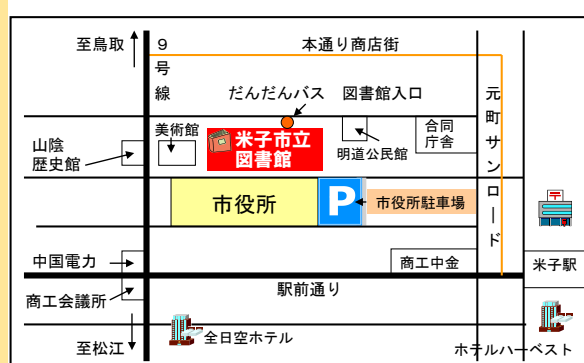 至鳥取
9号線
本通り商店街
だんだんバス
図書館入口
元町サンロード
美術館
米子市立
図書館
明道公民館
合同
庁舎
山陰
歴史館
市役所
P
市役所駐車場
〒
中国電力
商工中金
米子駅
商工会議所
駅前通り
至松江
全日空ホテル
ホテルハーベスト